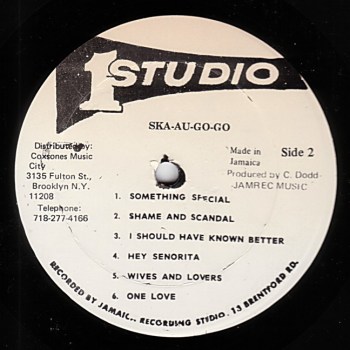 1 STUDIO
SKA-AU-GO-GO
Distributed by:
Coxsones Music
City
3135 Fulton St.,
Brooklyn N.Y.
11208
Telephone:
718-277-4166
Made in
Jamaica
Side 2
Produced by C. Dodd
JAMREC MUSIC
1. SOMETHING SPECIAL
2. SHAME AND SCANDAL
3. I SHOULD HAVE KNOWN BETTER
4. HEY SENORITA
5. WIVES AND LOVERS
6. ONE LOVE
RECORDED BY JAMAIC.. RECORDING STUDIO. 13 BRENTFORD RD.